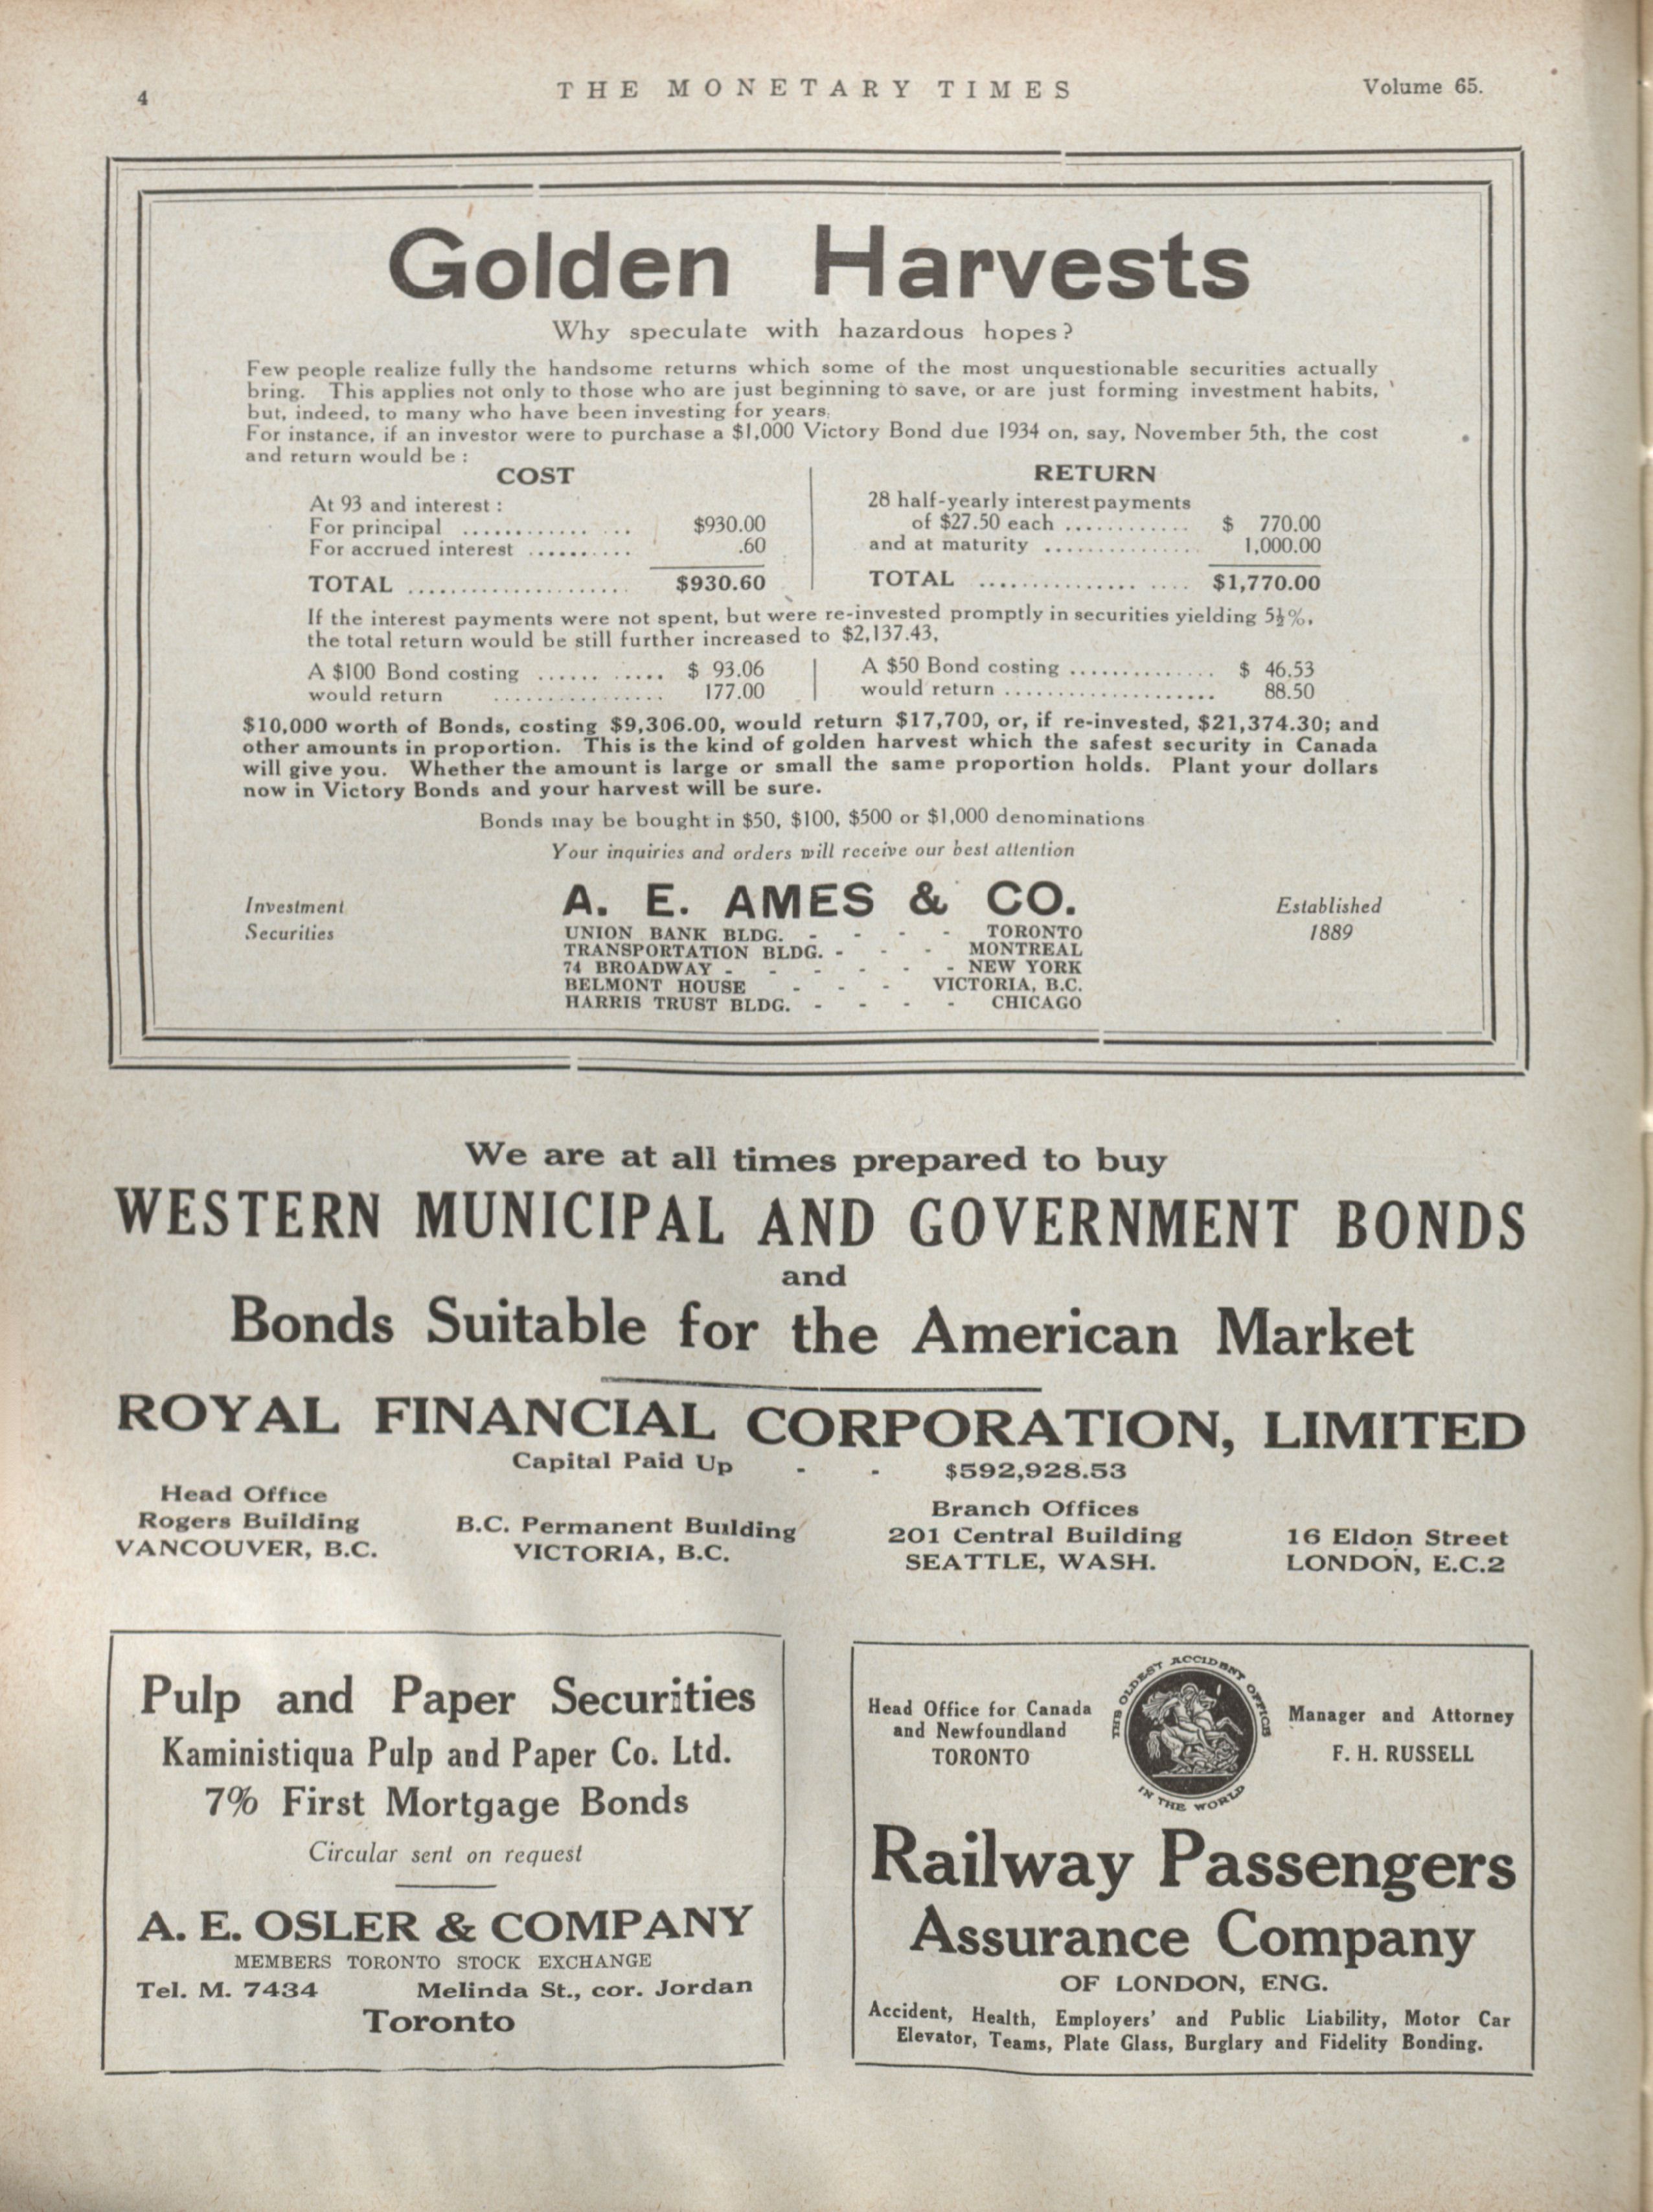 4
THE MONETARY TIMES
Volume 65.
Golden Harvests
Why speculate with hazardous hopes?
Few people realize fully the handsome returns which some of the most unquestionable securities actually
bring. This applies not only to those who are just beginning to save, or are just forming investment habits,
but, indeed, to many who have been investing for years.
For instance, if an investor were to purchase a $1,000 Victory Bond due 1934 on, say, November 5th, the cost
and return would be:
COST
At 93 and interest:
For principal .............. $930.00
For accrued interest .......... .60
TOTAL ..................... $930.60
RETURN
28 half-yearly interest payments
of $27.50 each ............ $ 770.00
and at maturity .............. 1,000.00
TOTAL ................... $1,770.00
If the interest payments were not spent, but were re-invested promptly in securities yielding 5½%,
the total return would be still further increased to $2,137.43,
A $100 Bond costing ........... $ 93.06
would return ................ 177.00
A $50 Bond costing .............. $ 46.53
would return .................... 88.50
$10,000 worth of Bonds, costing $9,306.00, would return $17,700, or, if re-invested, $21,374.30; and
other amounts in proportion. This is the kind of golden harvest which the safest security in Canada
will give you. Whether the amount is large or small the same proportion holds. Plant your dollars
now in Victory Bonds and your harvest will be sure.
Bonds may be bought in $50, $100, $500 or $1,000 denominations
Your inquiries and orders will receive our best attention
Investment
Securities
A. E. AMES & CO.
UNION BANK BLDG. - - - - TORONTO
TRANSPORTATION BLDG. - - - MONTREAL
74 BROADWAY - - - - - - NEW YORK
BELMONT HOUSE - - - VICTORIA, B.C.
HARRIS TRUST BLDG. - - - - CHICAGO
Established
1889
We are at all times prepared to buy
WESTERN MUNICIPAL AND GOVERNMENT BONDS
and
Bonds Suitable for the American Market
ROYAL FINANCIAL CORPORATION, LIMITED
Capital Paid Up - - $592,928.53
Head Office
Rogers Building
VANCOUVER, B.C.
B.C. Permanent Building
VICTORIA, B.C.
Branch Offices
201 Central Building
SEATTLE, WASH.
16 Eldon Street
LONDON, E.C.2
Pulp and Paper Securities
Kaministiqua Pulp and Paper Co. Ltd.
7% First Mortgage Bonds
Circular sent on request
A. E. OSLER & COMPANY
MEMBERS TORONTO STOCK EXCHANGE
Tel. M. 7434 Melinda St., cor. Jordan
Toronto
Head Office for Canada
and Newfoundland
TORONTO
THE OLDEST ACCIDENT OFFICE
IN THE WORLD
Manager and Attorney
F. H. RUSSELL
Railway Passengers
Assurance Company
OF LONDON, ENG.
Accident, Health, Employers' and Public Liability, Motor Car
Elevator, Teams, Plate Glass, Burglary and Fidelity Bonding.